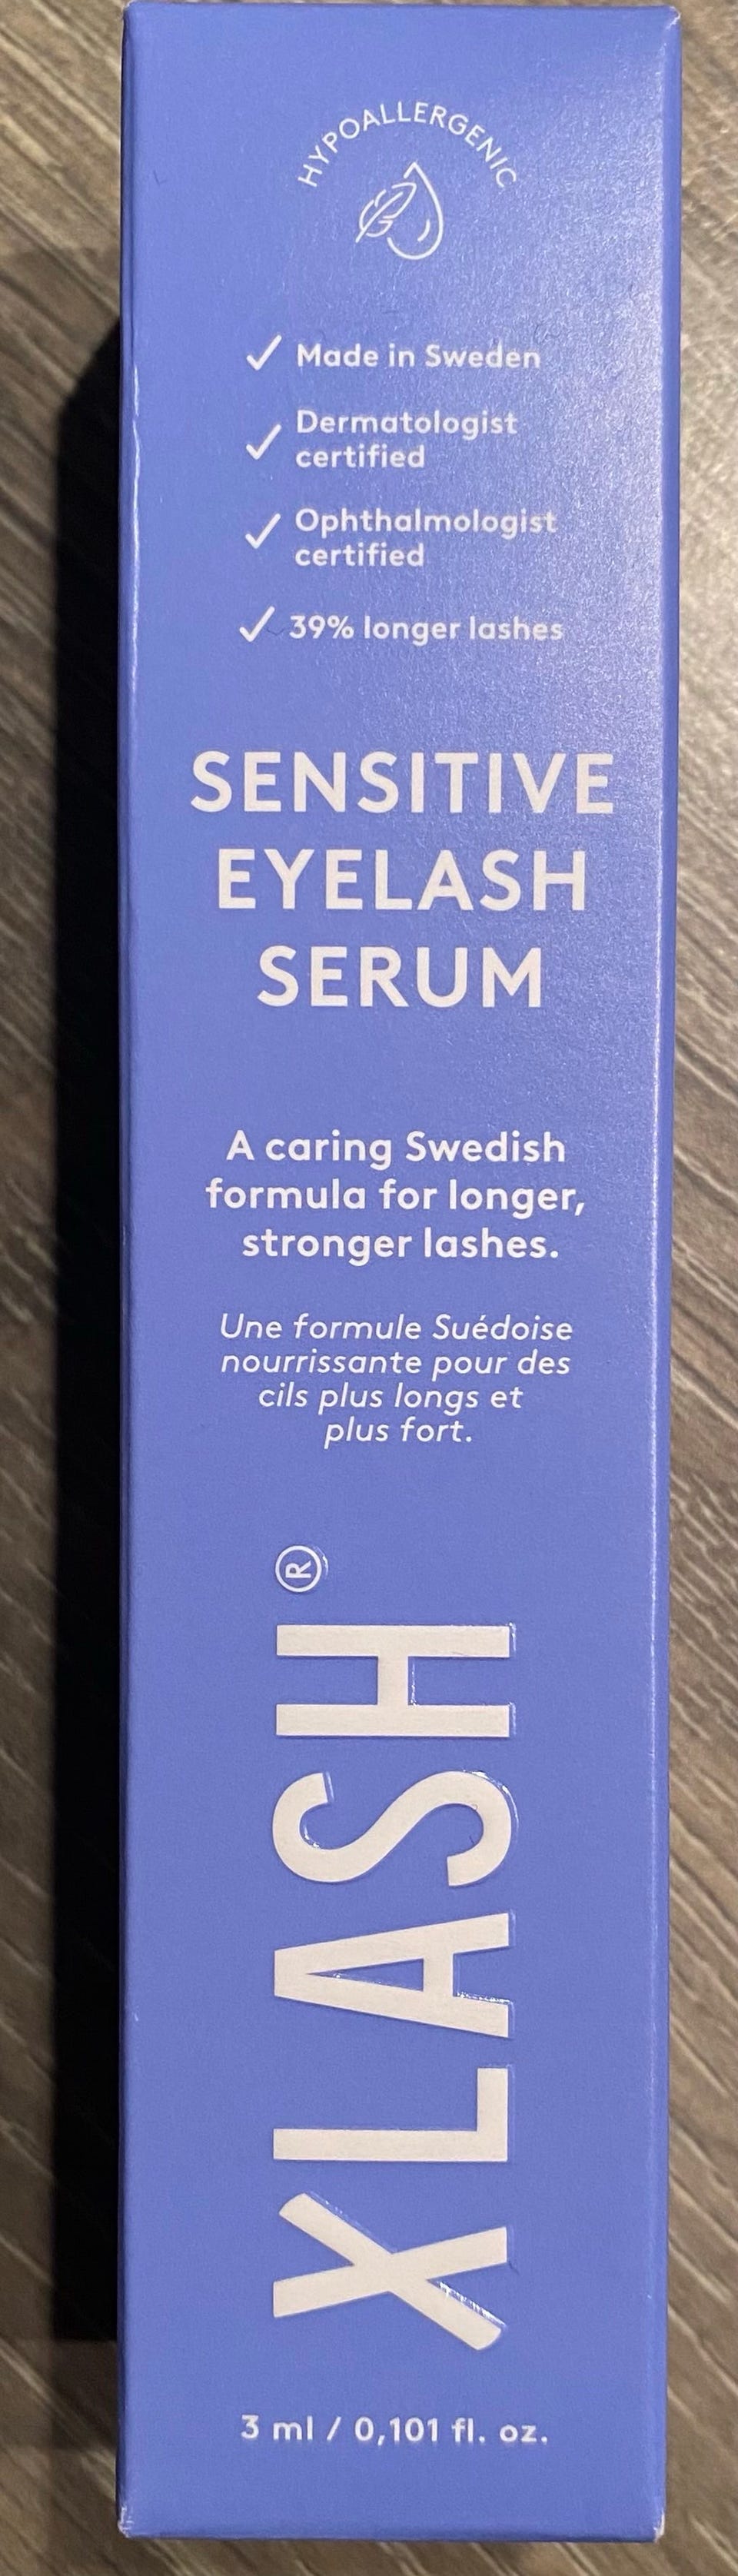 HYPOALLERGENIC
Made in Sweden
Dermatologist
certified
Ophthalmologist
certified
39% longer lashes
SENSITIVE
EYELASH
SERUM
A caring Swedish
formula for longer,
stronger lashes.
Une formule Suédoise
nourrissante pour des
cils plus longs et
plus fort.
XLASH®
3 ml / 0,101 fl. oz.